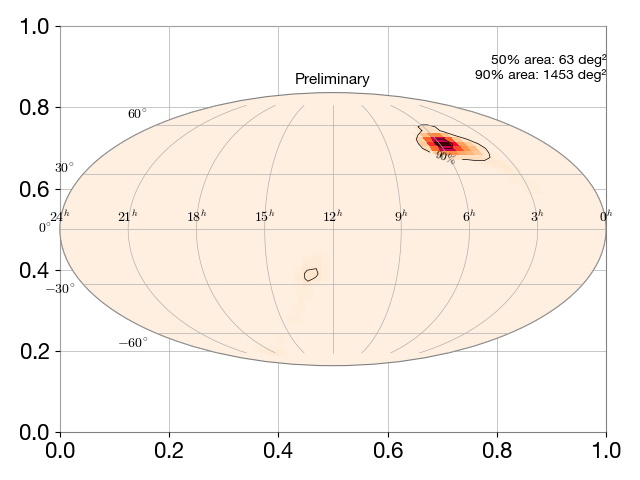 1.0
50% area: 63 deg²
90% area: 1453 deg²
Preliminary
0.8
60°
90%
30°
0.6
24ʰ 21ʰ 18ʰ 15ʰ 12ʰ 9ʰ 6ʰ 3ʰ 0ʰ
0°
0.4
−30°
−60°
0.2
0.0
0.0 0.2 0.4 0.6 0.8 1.0